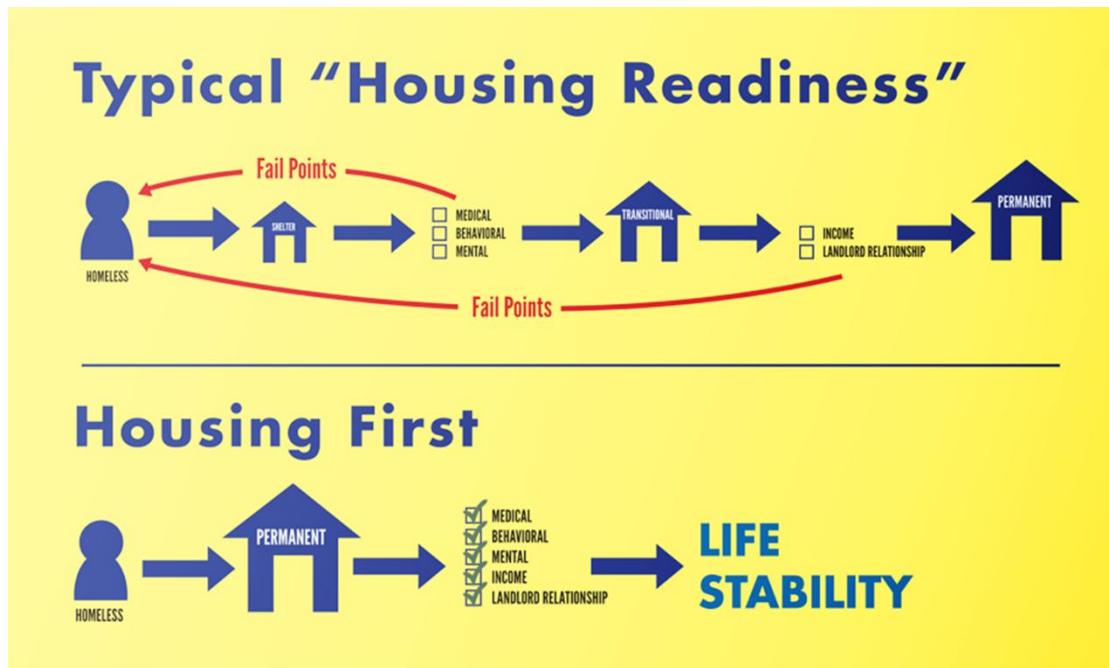 Typical “Housing Readiness”
Fail Points
HOMELESS
SHELTER
MEDICAL
BEHAVIORAL
MENTAL
TRANSITIONAL
INCOME
LANDLORD RELATIONSHIP
PERMANENT
Fail Points
Housing First
HOMELESS
PERMANENT
MEDICAL
BEHAVIORAL
MENTAL
INCOME
LANDLORD RELATIONSHIP
LIFE
STABILITY